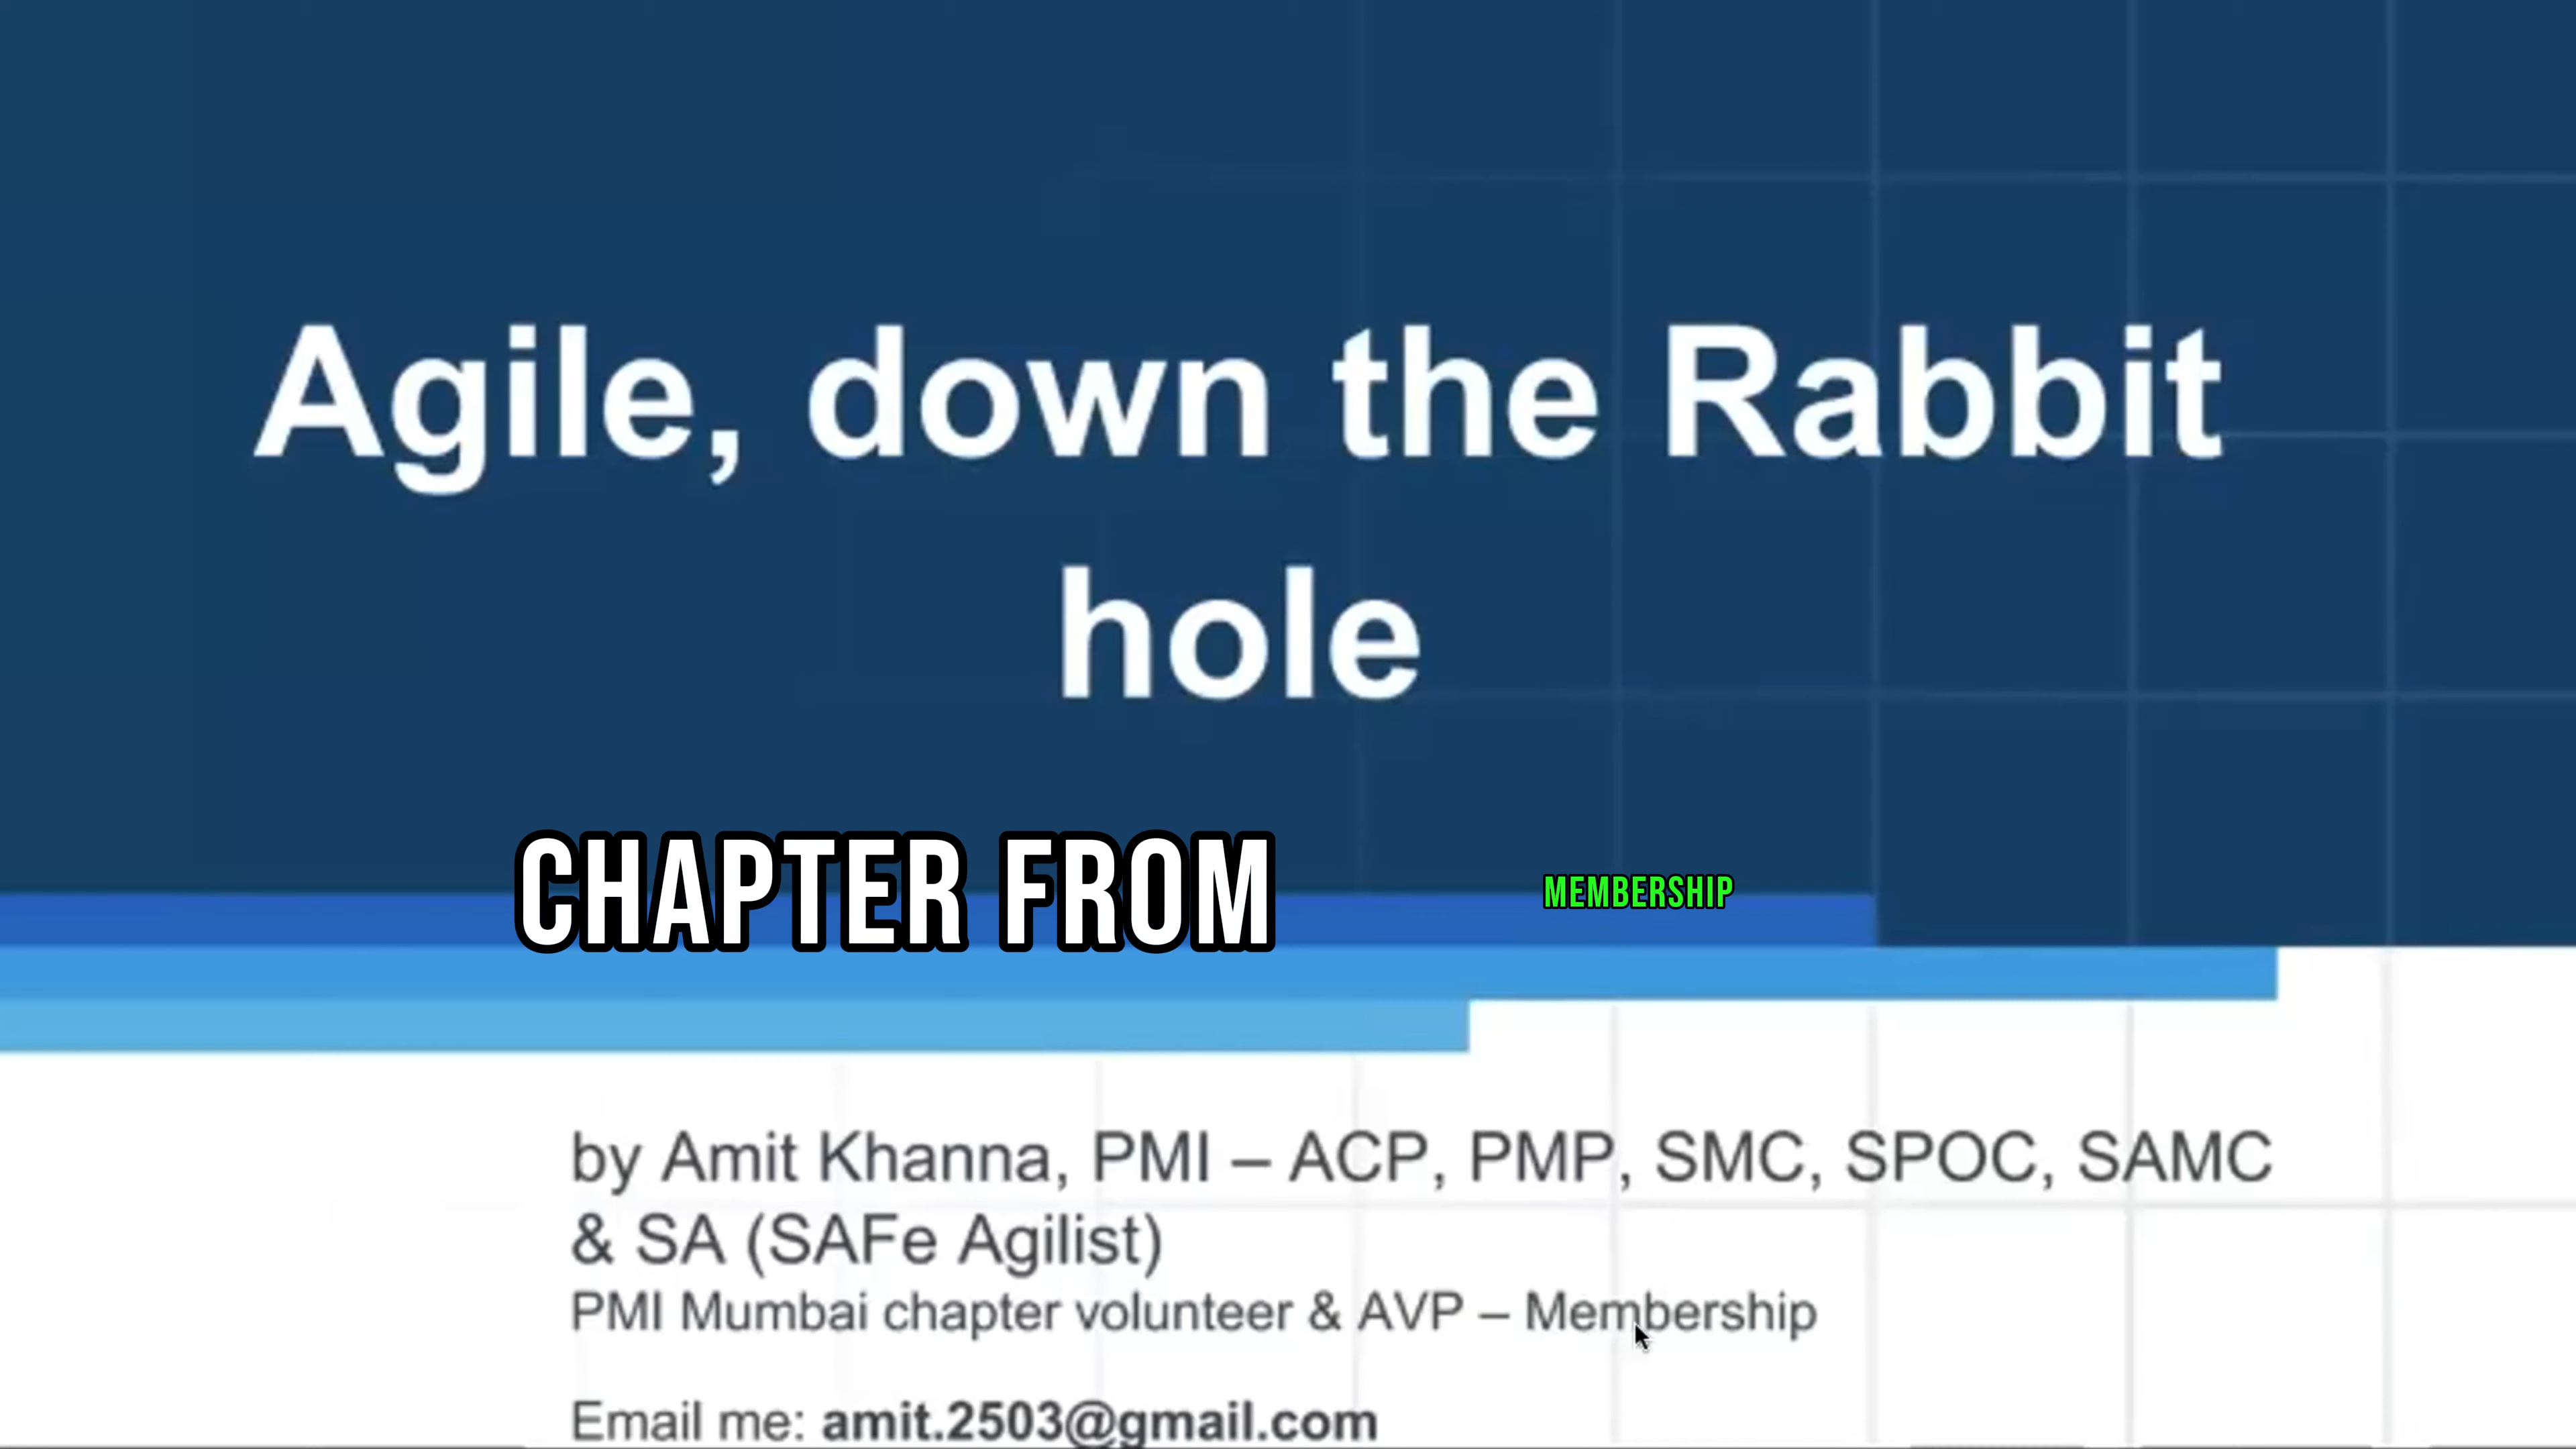 Agile, down the Rabbit
hole
CHAPTER FROM MEMBERSHIP
by Amit Khanna, PMI – ACP, PMP, SMC, SPOC, SAMC
& SA (SAFe Agilist)
PMI Mumbai chapter volunteer & AVP – Membership
Email me: amit.2503@gmail.com